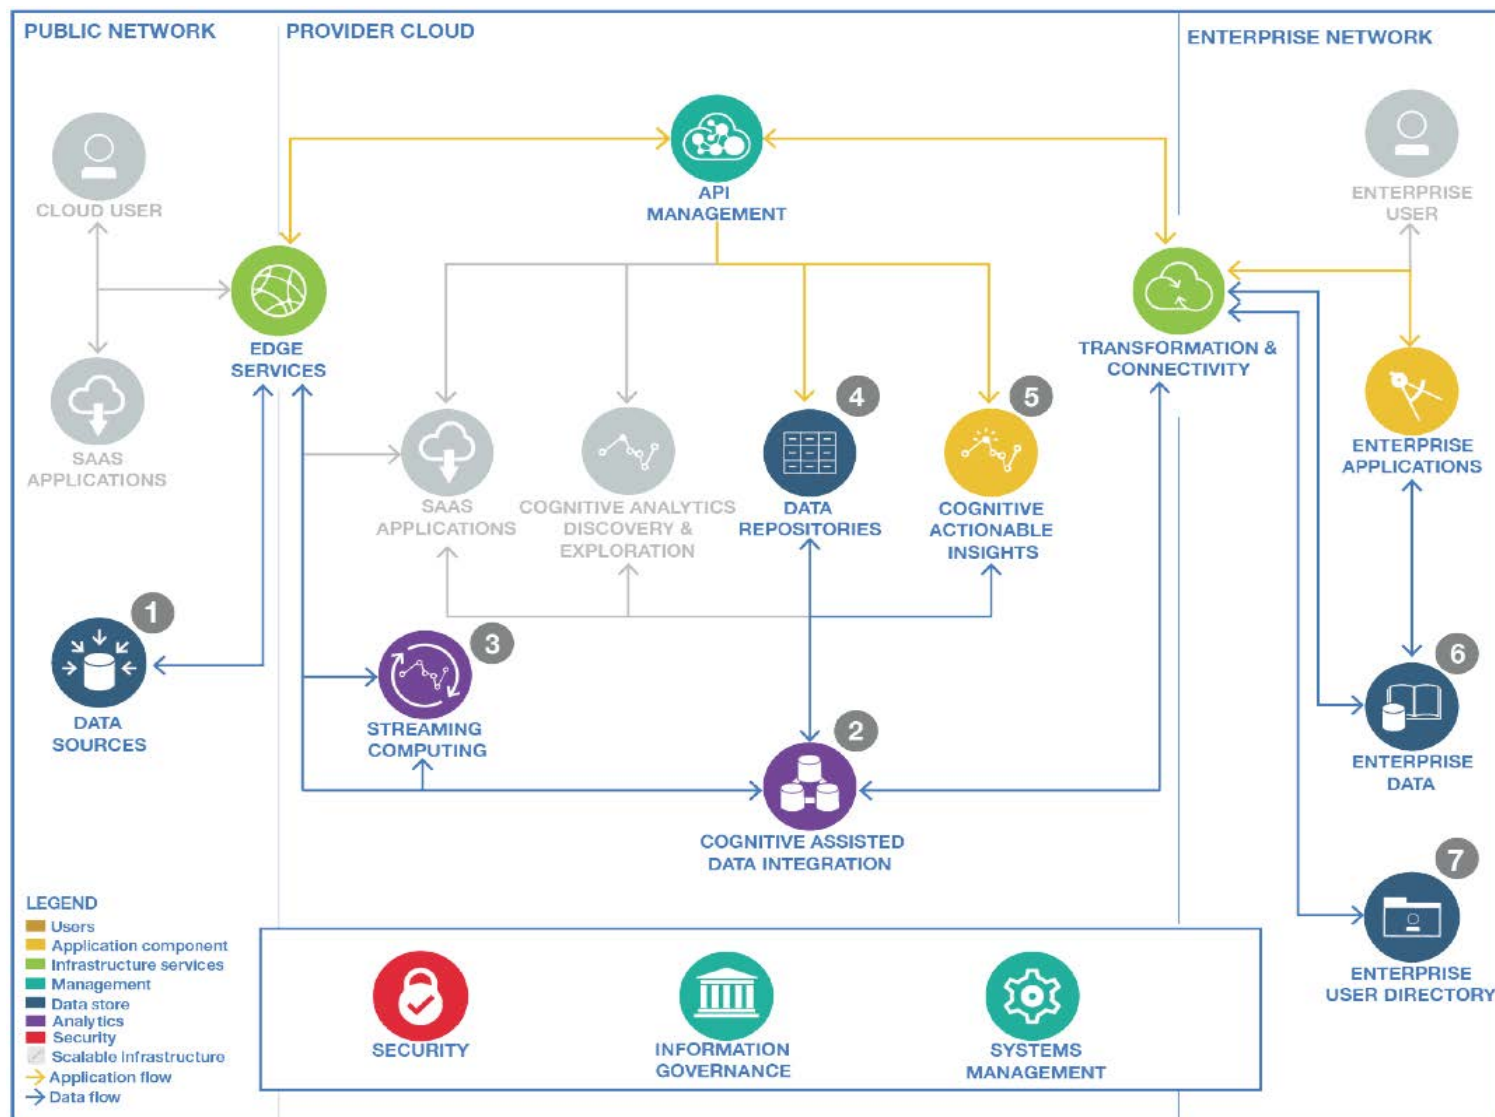 PUBLIC NETWORK
PROVIDER CLOUD
ENTERPRISE NETWORK
CLOUD USER
API
MANAGEMENT
ENTERPRISE
USER
EDGE
SERVICES
TRANSFORMATION &
CONNECTIVITY
SAAS
APPLICATIONS
4
5
SAAS
APPLICATIONS
COGNITIVE ANALYTICS
DISCOVERY &
EXPLORATION
DATA
REPOSITORIES
COGNITIVE
ACTIONABLE
INSIGHTS
ENTERPRISE
APPLICATIONS
1
DATA
SOURCES
3
STREAMING
COMPUTING
2
COGNITIVE ASSISTED
DATA INTEGRATION
6
ENTERPRISE
DATA
7
ENTERPRISE
USER DIRECTORY
LEGEND
Users
Application component
Infrastructure services
Management
Data store
Analytics
Security
Scalable infrastructure
Application flow
Data flow
SECURITY
INFORMATION
GOVERNANCE
SYSTEMS
MANAGEMENT